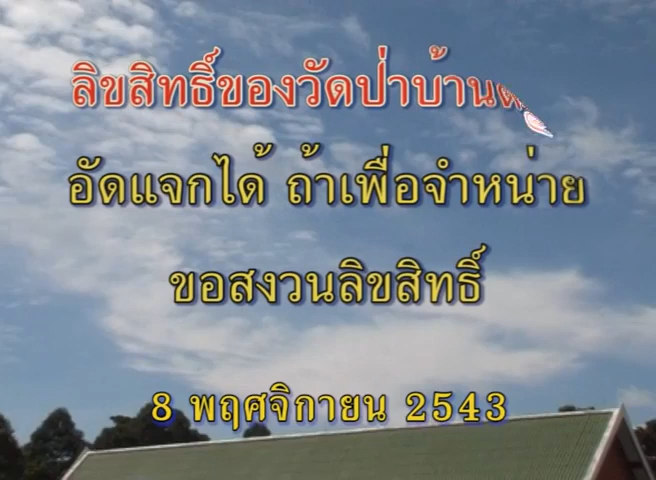 ลิขสิทธิ์ของวัดป่าบ้าน
อัดแจกได้ ถ้าเพื่อจำหน่าย
ขอสงวนลิขสิทธิ์
8 พฤศจิกายน 2543